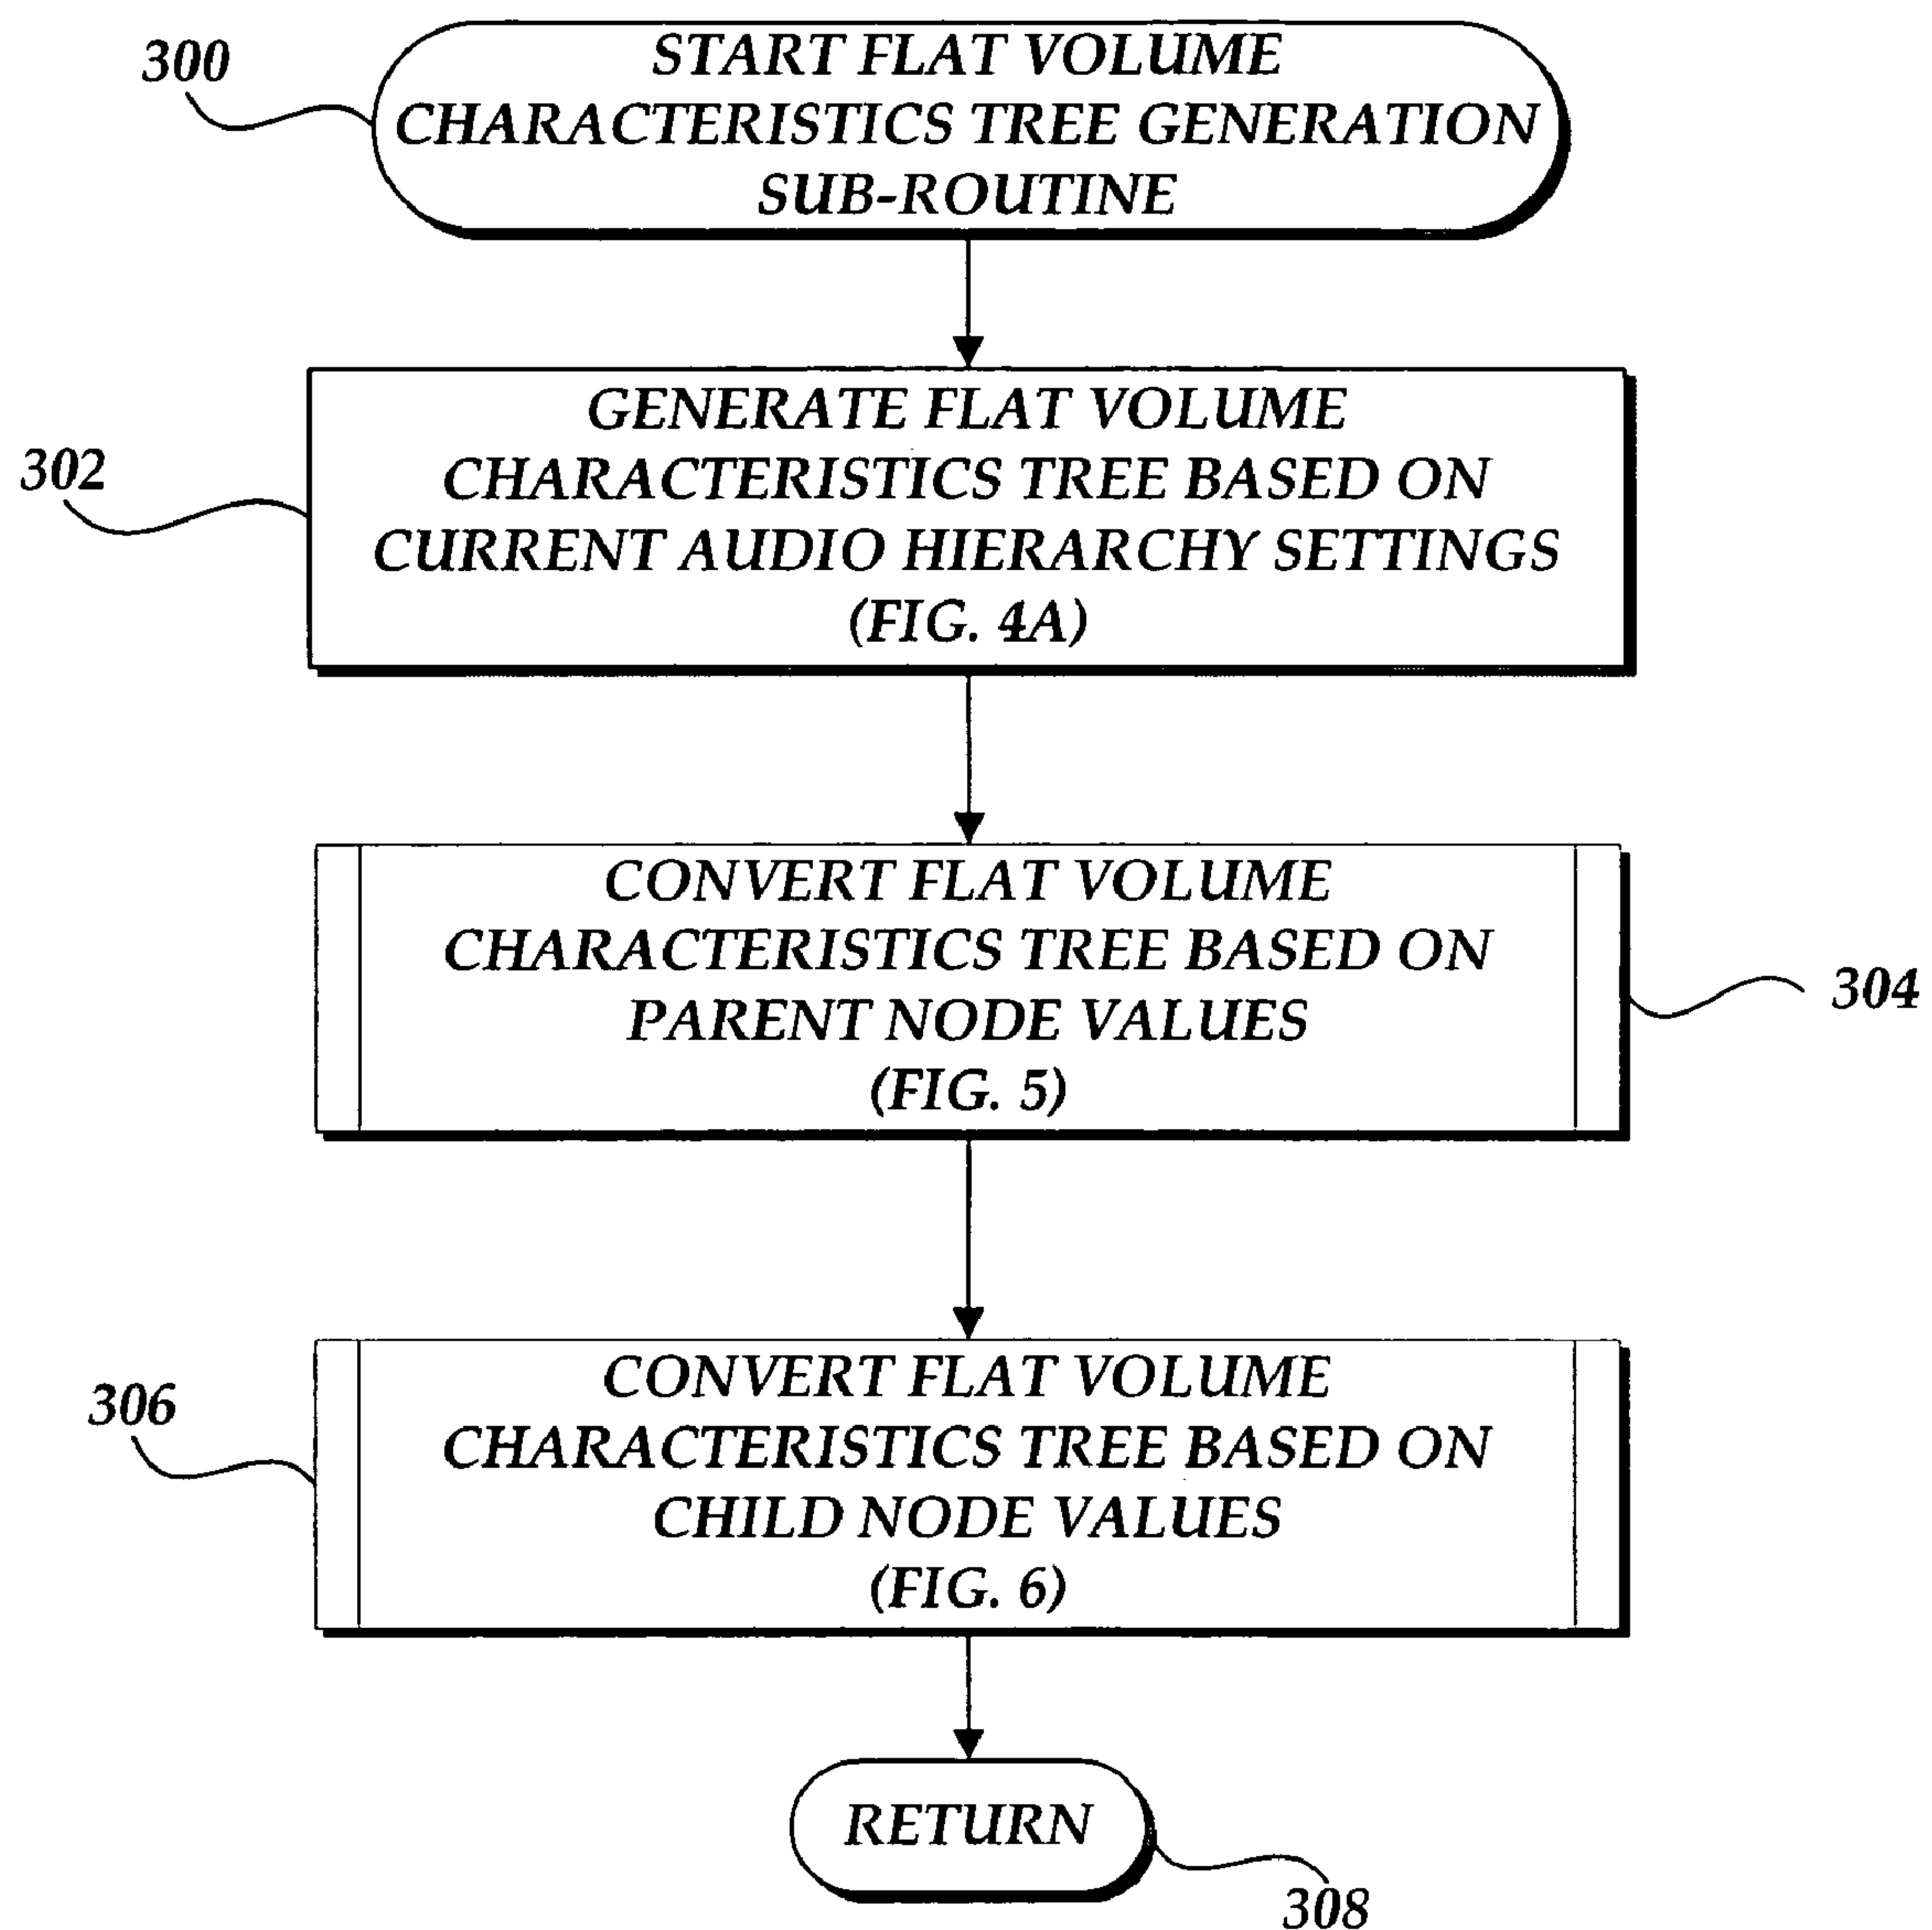 300
START FLAT VOLUME
CHARACTERISTICS TREE GENERATION
SUB-ROUTINE
302
GENERATE FLAT VOLUME
CHARACTERISTICS TREE BASED ON
CURRENT AUDIO HIERARCHY SETTINGS
(FIG. 4A)
CONVERT FLAT VOLUME
CHARACTERISTICS TREE BASED ON
PARENT NODE VALUES
(FIG. 5)
304
306
CONVERT FLAT VOLUME
CHARACTERISTICS TREE BASED ON
CHILD NODE VALUES
(FIG. 6)
RETURN
308